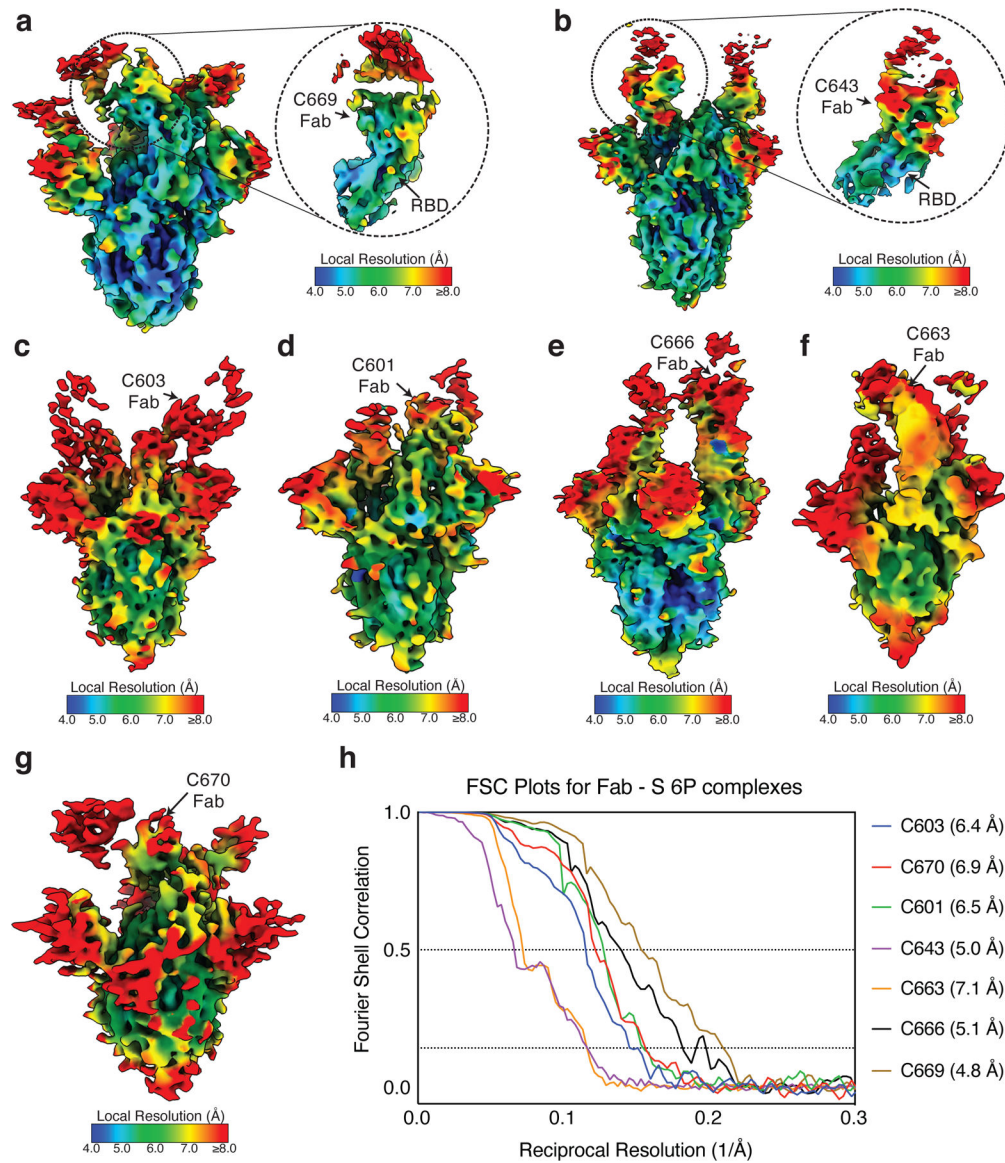 a
C669
Fab
RBD
Local Resolution (Å)
4.0 5.0 6.0 7.0 ≥8.0
b
C643
Fab
RBD
Local Resolution (Å)
4.0 5.0 6.0 7.0 ≥8.0
c
C603
Fab
Local Resolution (Å)
4.0 5.0 6.0 7.0 ≥8.0
d
C601
Fab
Local Resolution (Å)
4.0 5.0 6.0 7.0 ≥8.0
e
C666
Fab
Local Resolution (Å)
4.0 5.0 6.0 7.0 ≥8.0
f
C663
Fab
Local Resolution (Å)
4.0 5.0 6.0 7.0 ≥8.0
g
C670
Fab
Local Resolution (Å)
4.0 5.0 6.0 7.0 ≥8.0
h
FSC Plots for Fab - S 6P complexes
Fourier Shell Correlation
1.0
0.5
0.0
0.0 0.1 0.2 0.3
Reciprocal Resolution (1/Å)
C603 (6.4 Å)
C670 (6.9 Å)
C601 (6.5 Å)
C643 (5.0 Å)
C663 (7.1 Å)
C666 (5.1 Å)
C669 (4.8 Å)